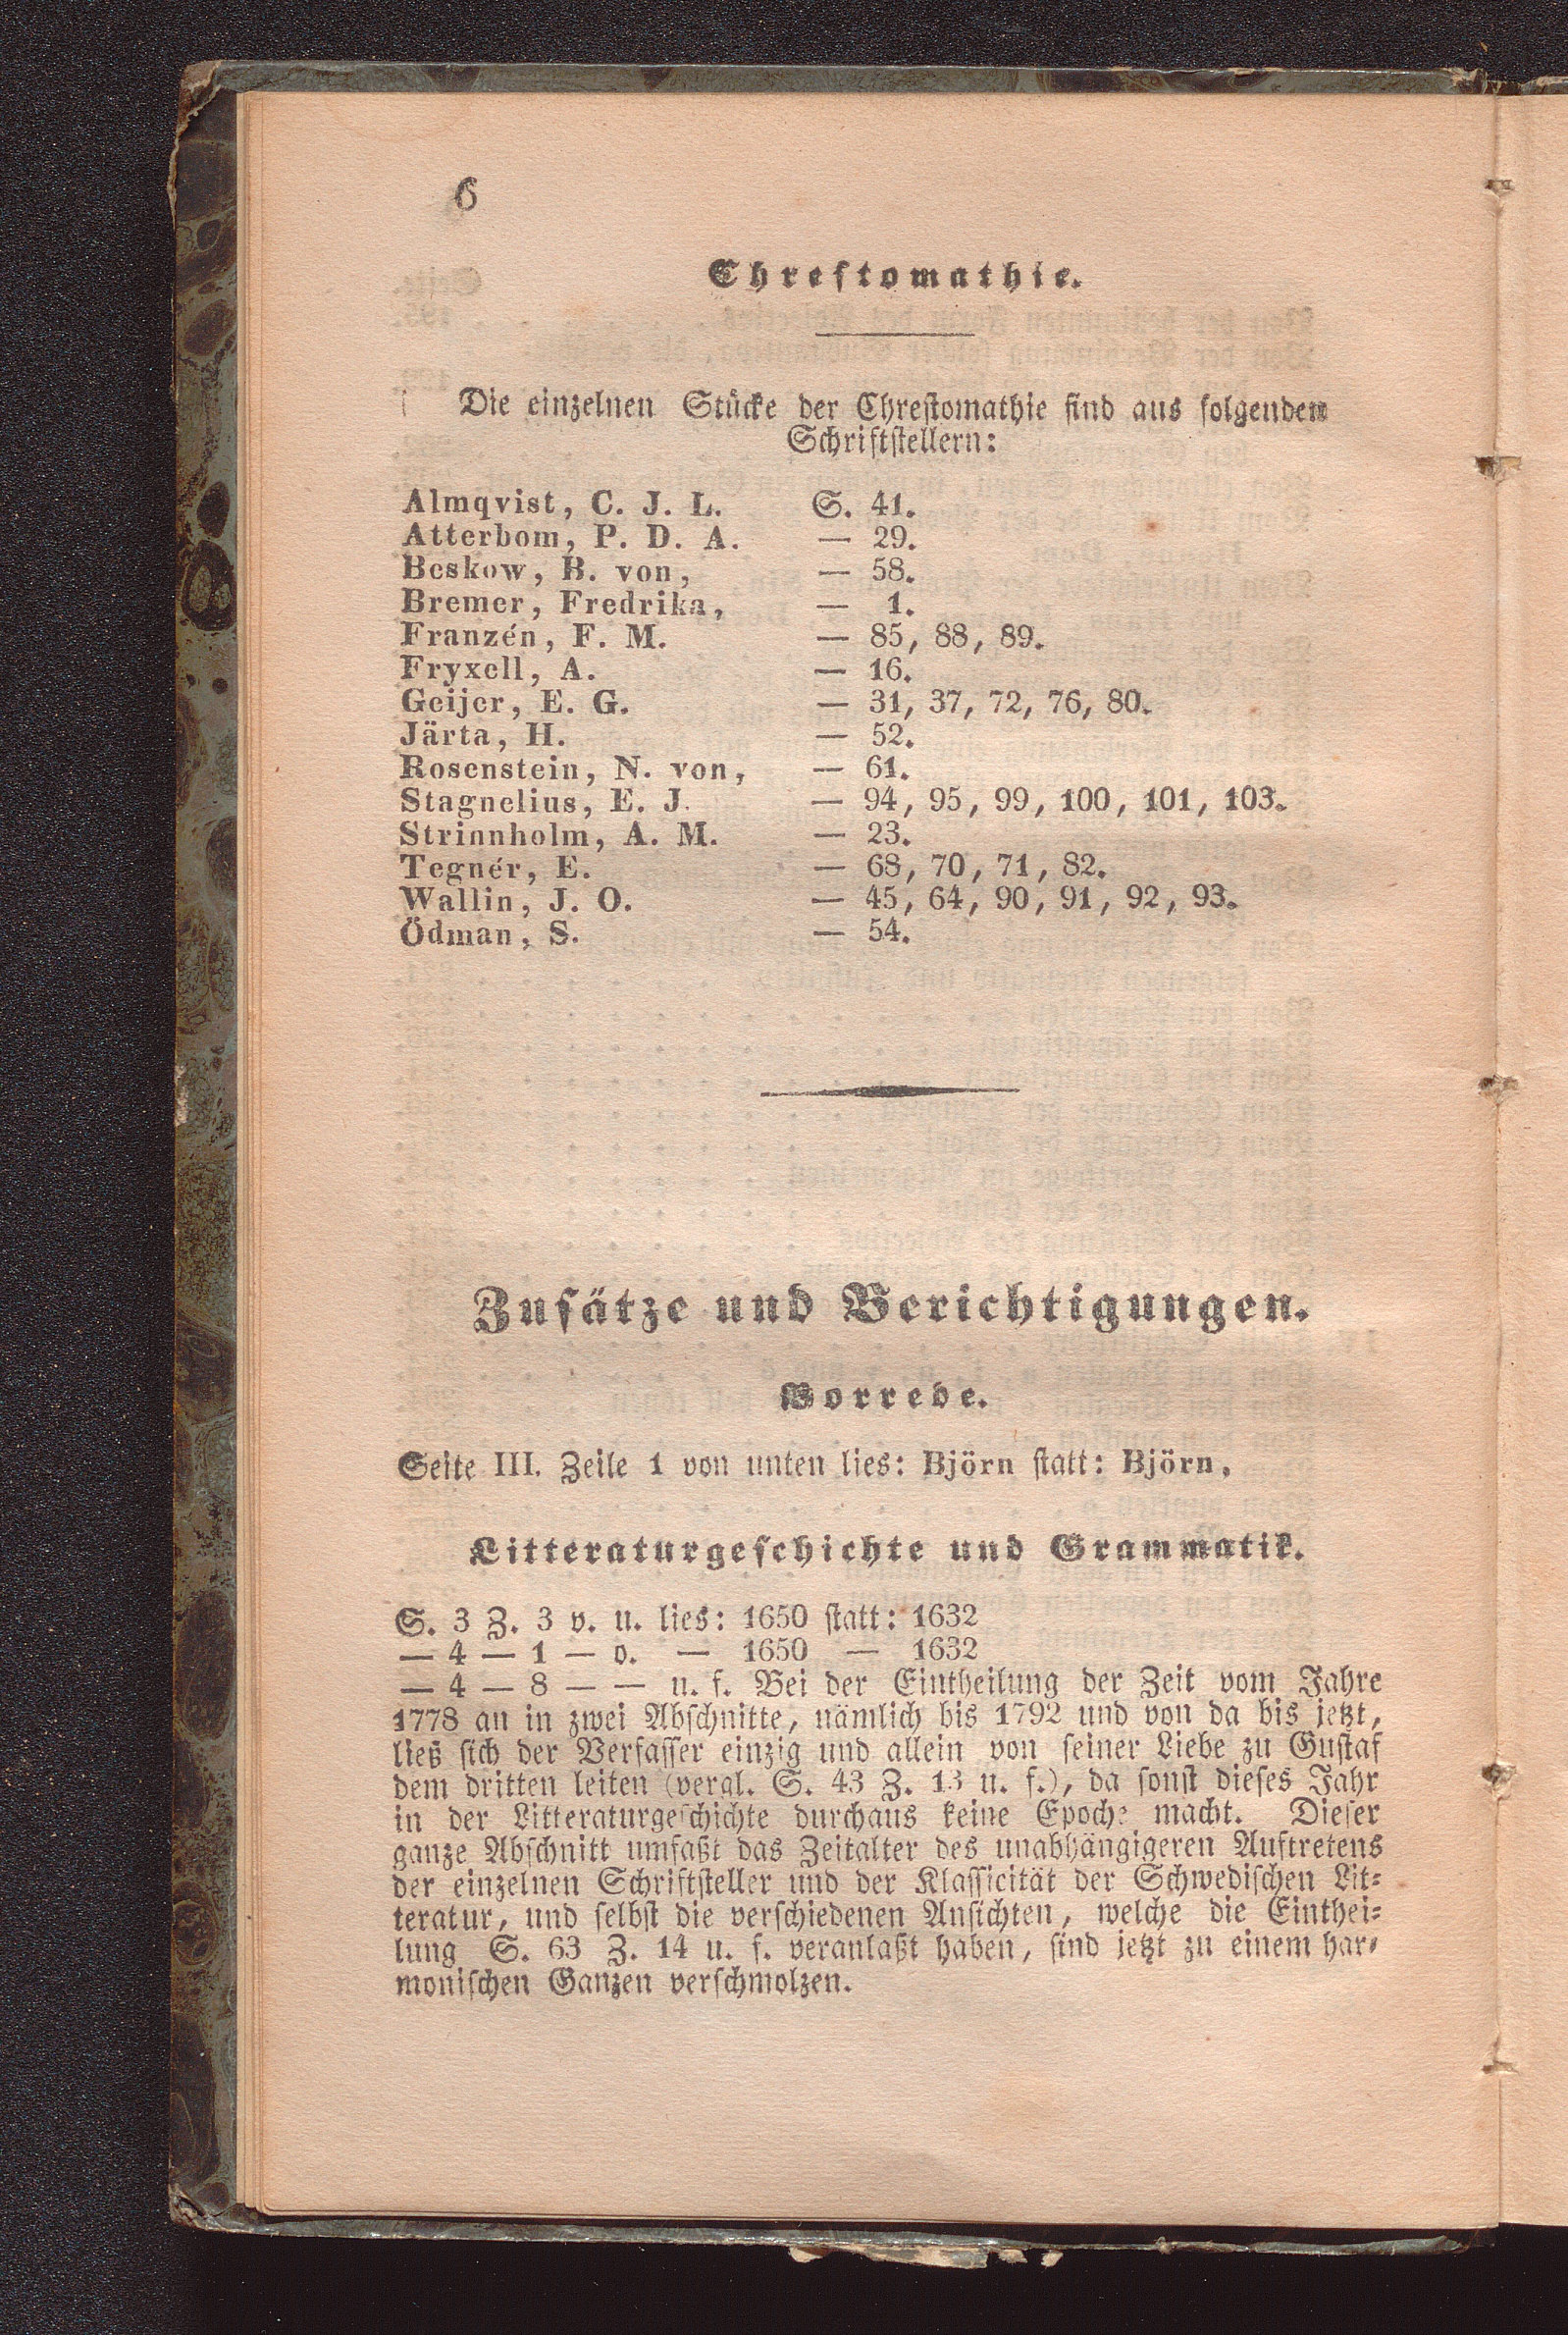 6
Chrestomathie.
Die einzelnen Stücke der Chrestomathie sind aus folgenden
Schriftstellern:
Almqvist, C. J. L. S. 41.
Atterbom, P. D. A. — 29.
Beskow, B. von, — 58.
Bremer, Fredrika, — 1.
Franzén, F. M. — 85, 88, 89.
Fryxell, A. — 16.
Geijer, E. G. — 31, 37, 72, 76, 80.
Järta, H. — 52.
Rosenstein, N. von, — 61.
Stagnelius, E. J. — 94, 95, 99, 100, 101, 103.
Strinnholm, A. M. — 23.
Tegnér, E. — 68, 70, 71, 82.
Wallin, J. O. — 45, 64, 90, 91, 92, 93.
Ödman, S. — 54.
Zusätze und Berichtigungen.
Vorrede.
Seite III. Zeile 1 von unten lies: Björn statt: Björn,
Litteraturgeschichte und Grammatik.
S. 3 Z. 3 v. u. lies: 1650 statt: 1632
— 4 — 1 — o. — 1650 — 1632
— 4 — 8 — — u. f. Bei der Eintheilung der Zeit vom Jahre
1778 an in zwei Abschnitte, nämlich bis 1792 und von da bis jetzt,
ließ sich der Verfasser einzig und allein von seiner Liebe zu Gustaf
dem dritten leiten (vergl. S. 43 Z. 13 u. f.), da sonst dieses Jahr
in der Litteraturgeschichte durchaus keine Epoche macht. Dieser
ganze Abschnitt umfaßt das Zeitalter des unabhängigeren Auftretens
der einzelnen Schriftsteller und der Klassicität der Schwedischen Lit-
teratur, und selbst die verschiedenen Ansichten, welche die Einthei-
lung S. 63 Z. 14 u. f. veranlaßt haben, sind jetzt zu einem har-
monischen Ganzen verschmolzen.